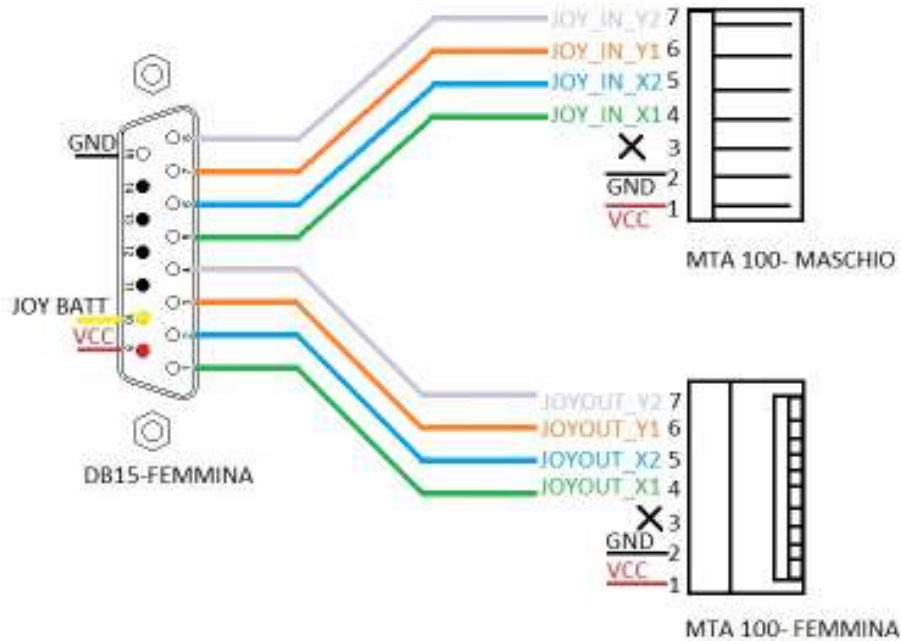 JOY_IN_Y2 7
JOY_IN_Y1 6
JOY_IN_X2 5
JOY_IN_X1 4
3
GND 2
VCC 1
MTA 100- MASCHIO
GND
JOY BATT
VCC
DB15-FEMMINA
JOYOUT_Y2 7
JOYOUT_Y1 6
JOYOUT_X2 5
JOYOUT_X1 4
3
GND 2
VCC 1
MTA 100- FEMMINA